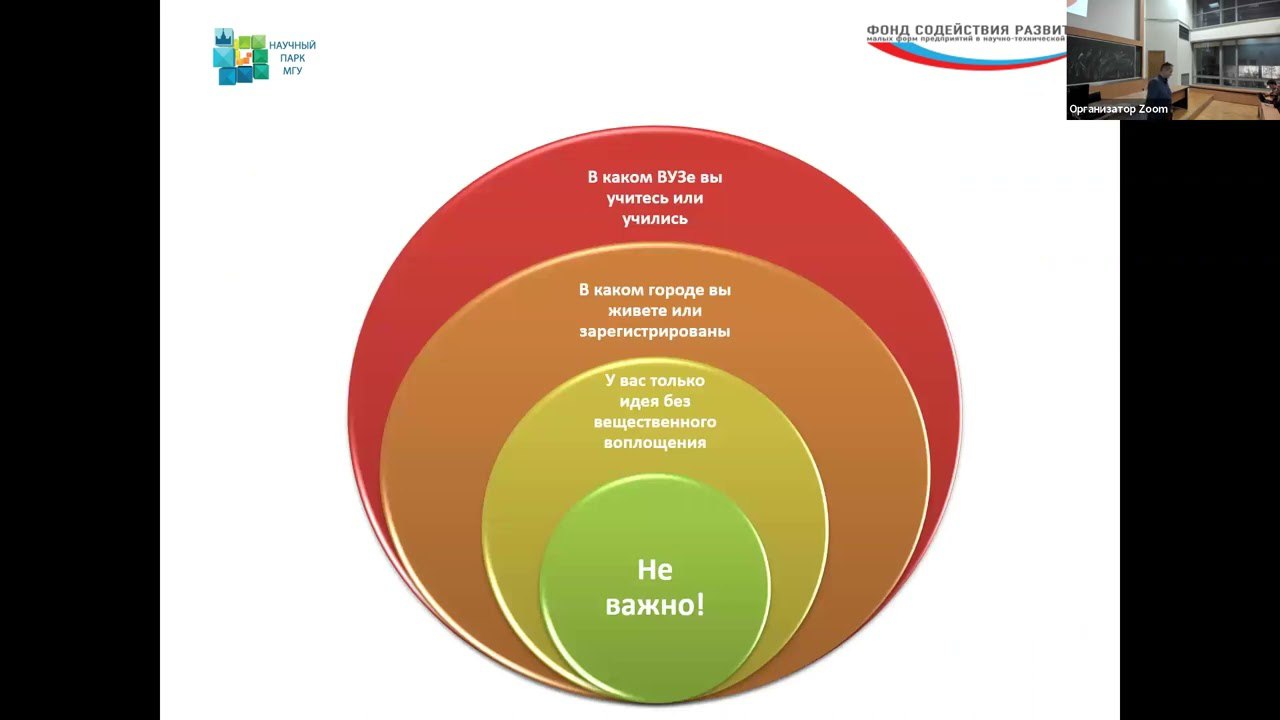 НАУЧНЫЙ
ПАРК
МГУ
ФОНД СОДЕЙСТВИЯ РАЗВИТ
малых форм предприятий в научно-технической
Организатор Zoom
В каком ВУЗе вы
учитесь или
учились
В каком городе вы
живете или
зарегистрированы
У вас только
идея без
вещественного
воплощения
Не
важно!